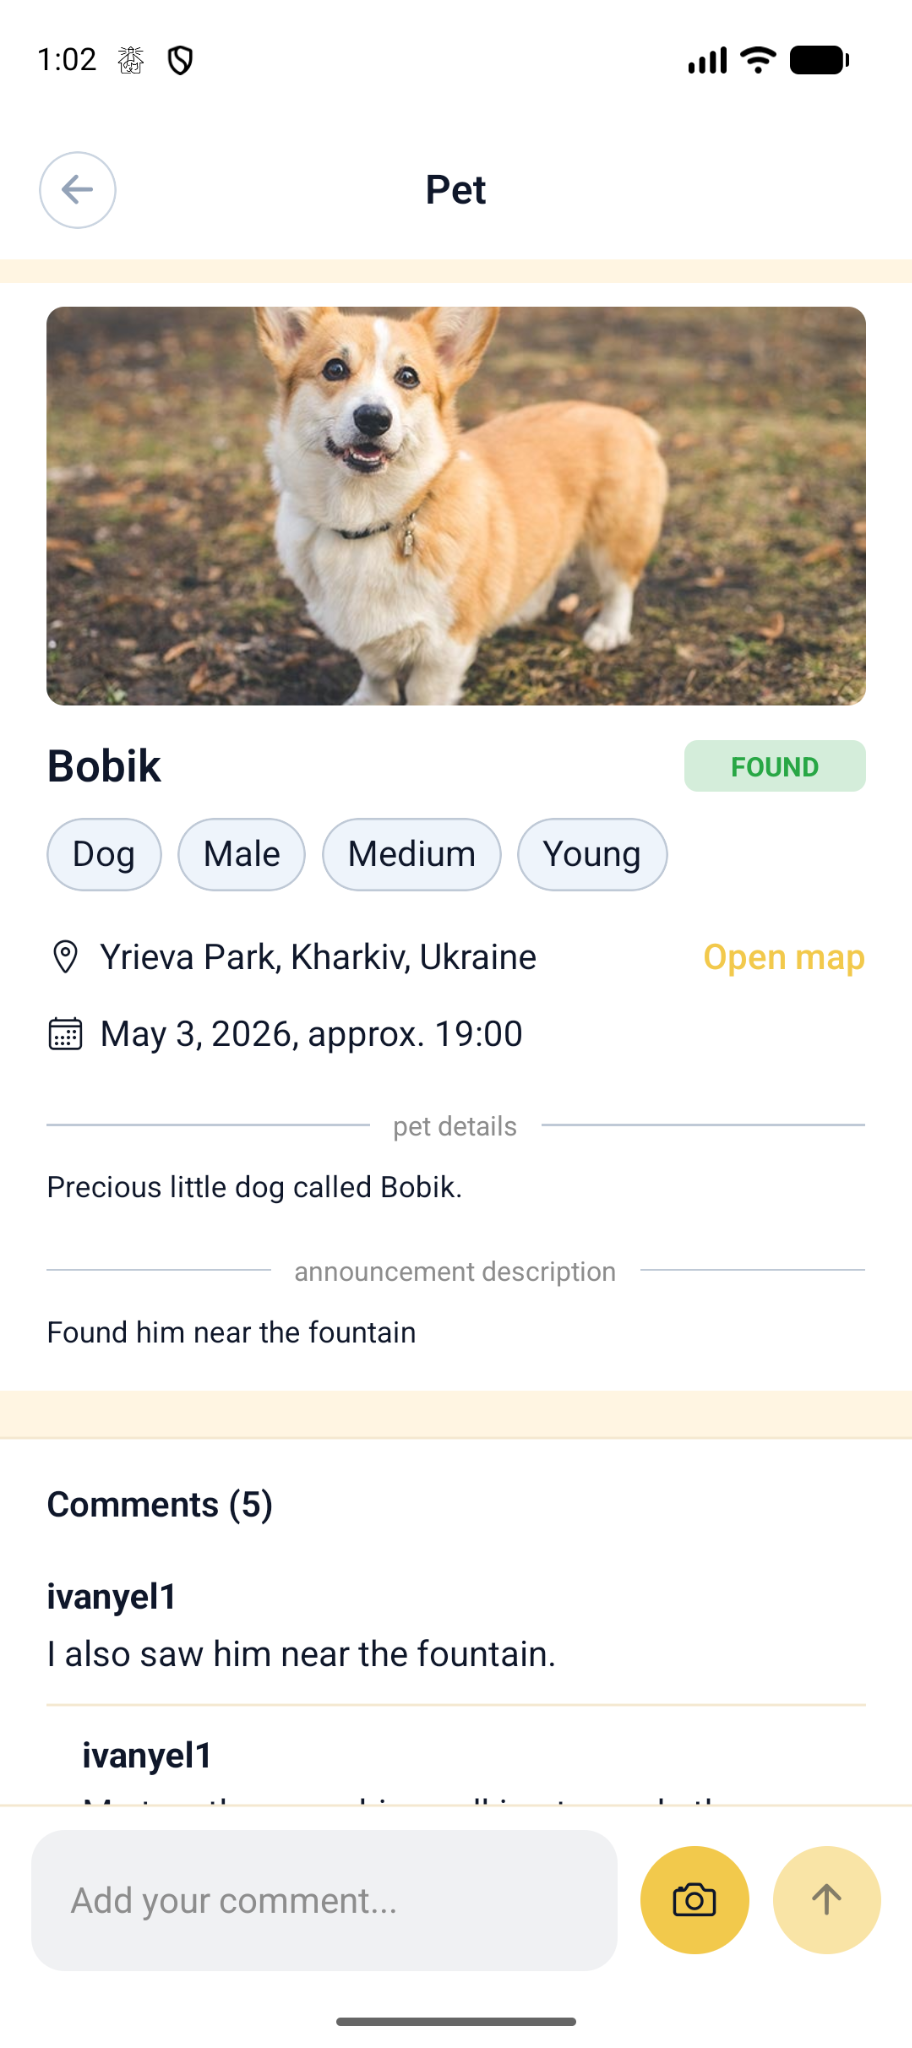 1:02
Pet
Bobik
FOUND
Dog
Male
Medium
Young
Yrieva Park, Kharkiv, Ukraine
Open map
May 3, 2026, approx. 19:00
pet details
Precious little dog called Bobik.
announcement description
Found him near the fountain
Comments (5)
ivanyel1
I also saw him near the fountain.
ivanyel1
Add your comment...